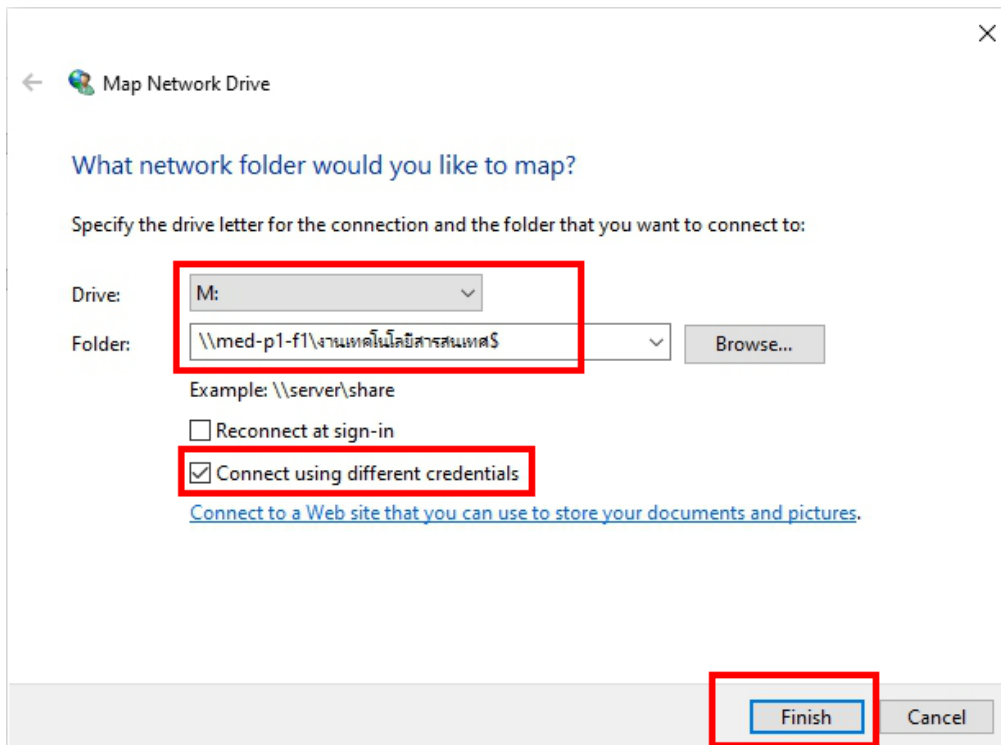 Map Network Drive
What network folder would you like to map?
Specify the drive letter for the connection and the folder that you want to connect to:
Drive: M:
Folder: \\med-p1-f1\งานเทคโนโลยีสารสนเทศ$ Browse...
Example: \\server\share
Reconnect at sign-in
Connect using different credentials
Connect to a Web site that you can use to store your documents and pictures.
Finish Cancel